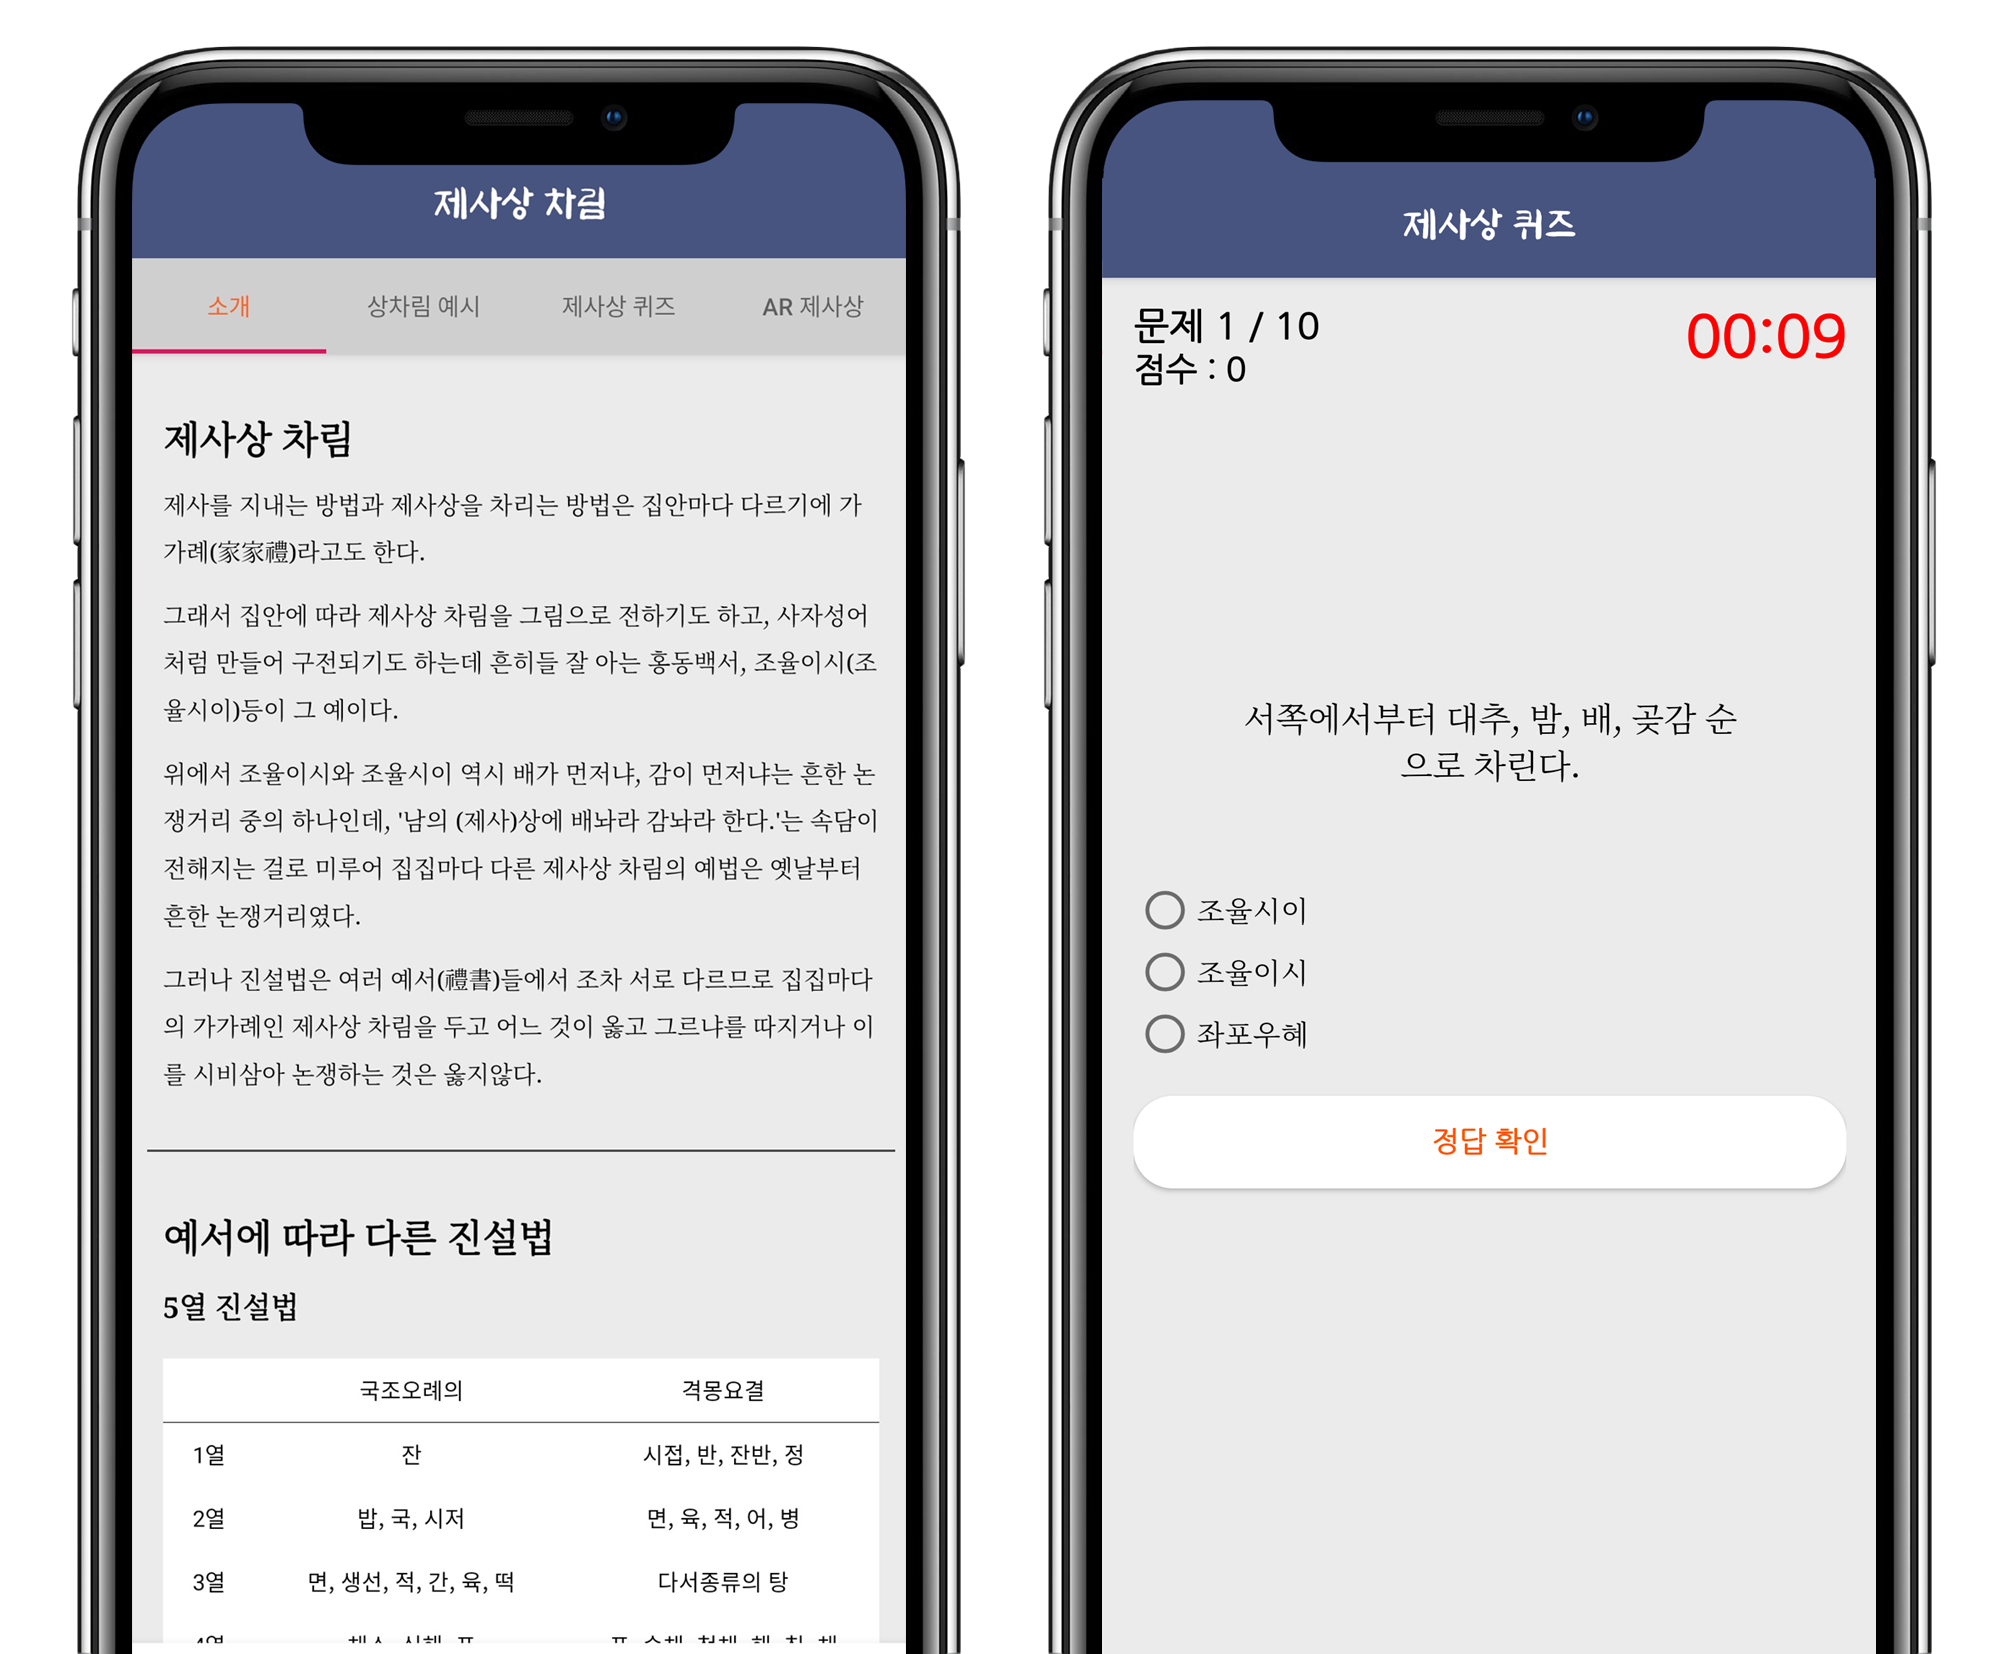 제사상 차림
소개 상차림 예시 제사상 퀴즈 AR 제사상
제사상 차림
제사를 지내는 방법과 제사상을 차리는 방법은 집안마다 다르기에 가
가례(家家禮)라고도 한다.
그래서 집안에 따라 제사상 차림을 그림으로 전하기도 하고, 사자성어
처럼 만들어 구전되기도 하는데 흔히들 잘 아는 홍동백서, 조율이시(조
율시이)등이 그 예이다.
위에서 조율이시와 조율시이 역시 배가 먼저냐, 감이 먼저냐는 흔한 논
쟁거리 중의 하나인데, '남의 (제사)상에 배놔라 감놔라 한다.'는 속담이
전해지는 걸로 미루어 집집마다 다른 제사상 차림의 예법은 옛날부터
흔한 논쟁거리였다.
그러나 진설법은 여러 예서(禮書)들에서 조차 서로 다르므로 집집마다
의 가가례인 제사상 차림을 두고 어느 것이 옳고 그르냐를 따지거나 이
를 시비삼아 논쟁하는 것은 옳지않다.
예서에 따라 다른 진설법
5열 진설법
국조오례의 격몽요결
1열 잔 시접, 반, 잔반, 정
2열 밥, 국, 시저 면, 육, 적, 어, 병
3열 면, 생선, 적, 간, 육, 떡 다서종류의 탕
제사상 퀴즈
문제 1 / 10
00:09
점수 : 0
서쪽에서부터 대추, 밤, 배, 곶감 순
으로 차린다.
조율시이
조율이시
좌포우혜
정답 확인